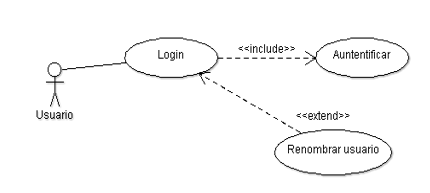 Login
<<include>>
Auntentificar
Usuario
<<extend>>
Renombrar usuario